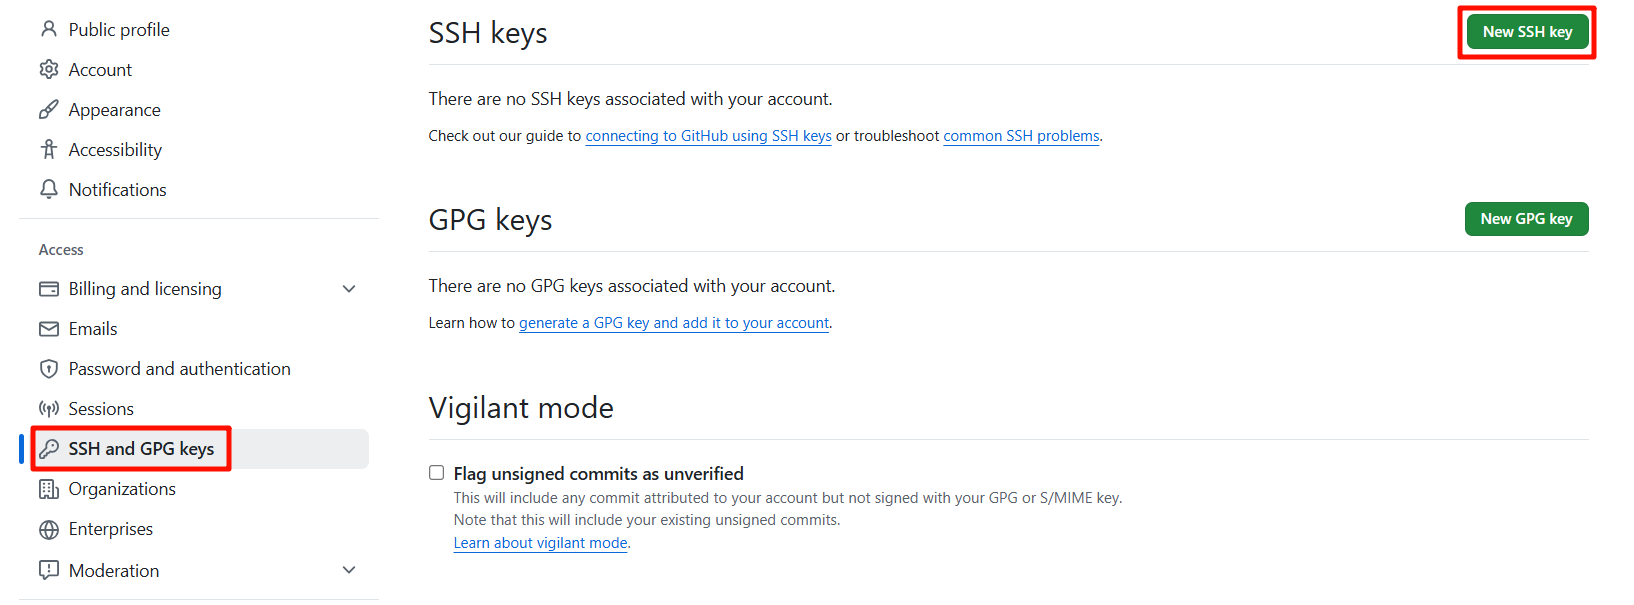 Public profile
Account
Appearance
Accessibility
Notifications
Access
Billing and licensing
Emails
Password and authentication
Sessions
SSH and GPG keys
Organizations
Enterprises
Moderation
SSH keys
New SSH key
There are no SSH keys associated with your account.
Check out our guide to connecting to GitHub using SSH keys or troubleshoot common SSH problems.
GPG keys
New GPG key
There are no GPG keys associated with your account.
Learn how to generate a GPG key and add it to your account.
Vigilant mode
Flag unsigned commits as unverified
This will include any commit attributed to your account but not signed with your GPG or S/MIME key.
Note that this will include your existing unsigned commits.
Learn about vigilant mode.